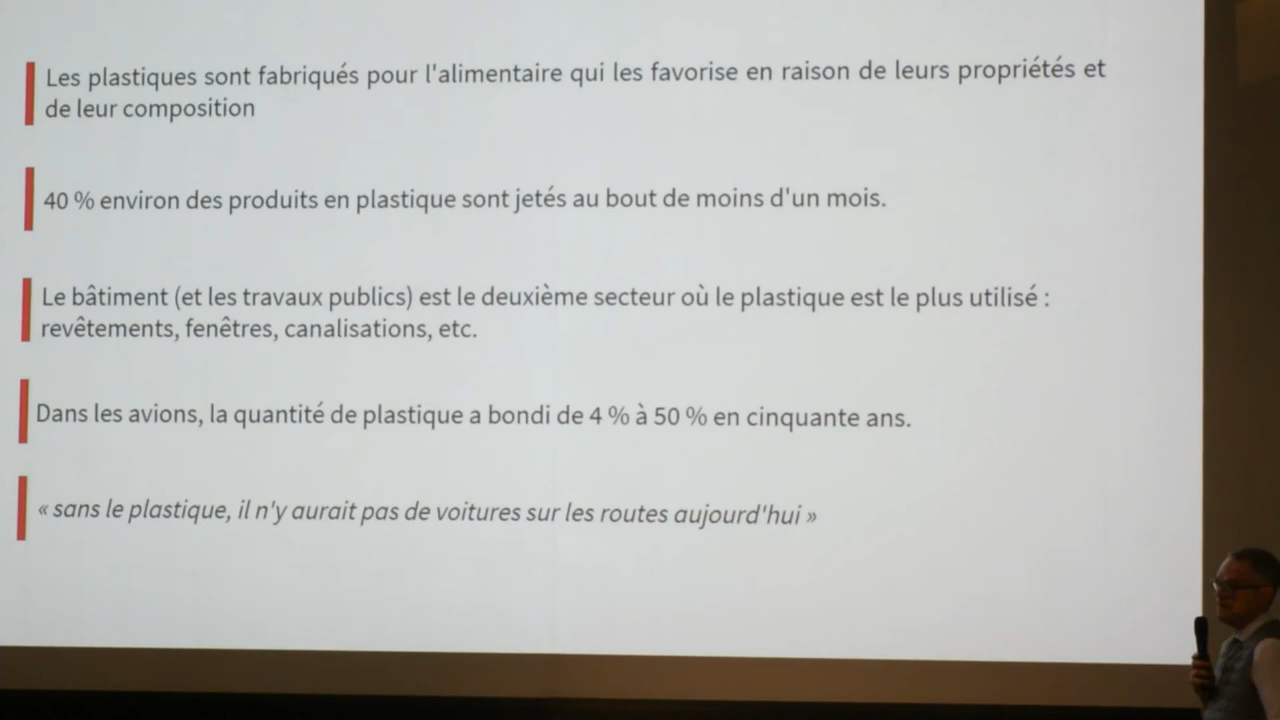 Les plastiques sont fabriqués pour l'alimentaire qui les favorise en raison de leurs propriétés et
de leur composition
40 % environ des produits en plastique sont jetés au bout de moins d'un mois.
Le bâtiment (et les travaux publics) est le deuxième secteur où le plastique est le plus utilisé :
revêtements, fenêtres, canalisations, etc.
Dans les avions, la quantité de plastique a bondi de 4 % à 50 % en cinquante ans.
« sans le plastique, il n'y aurait pas de voitures sur les routes aujourd'hui »